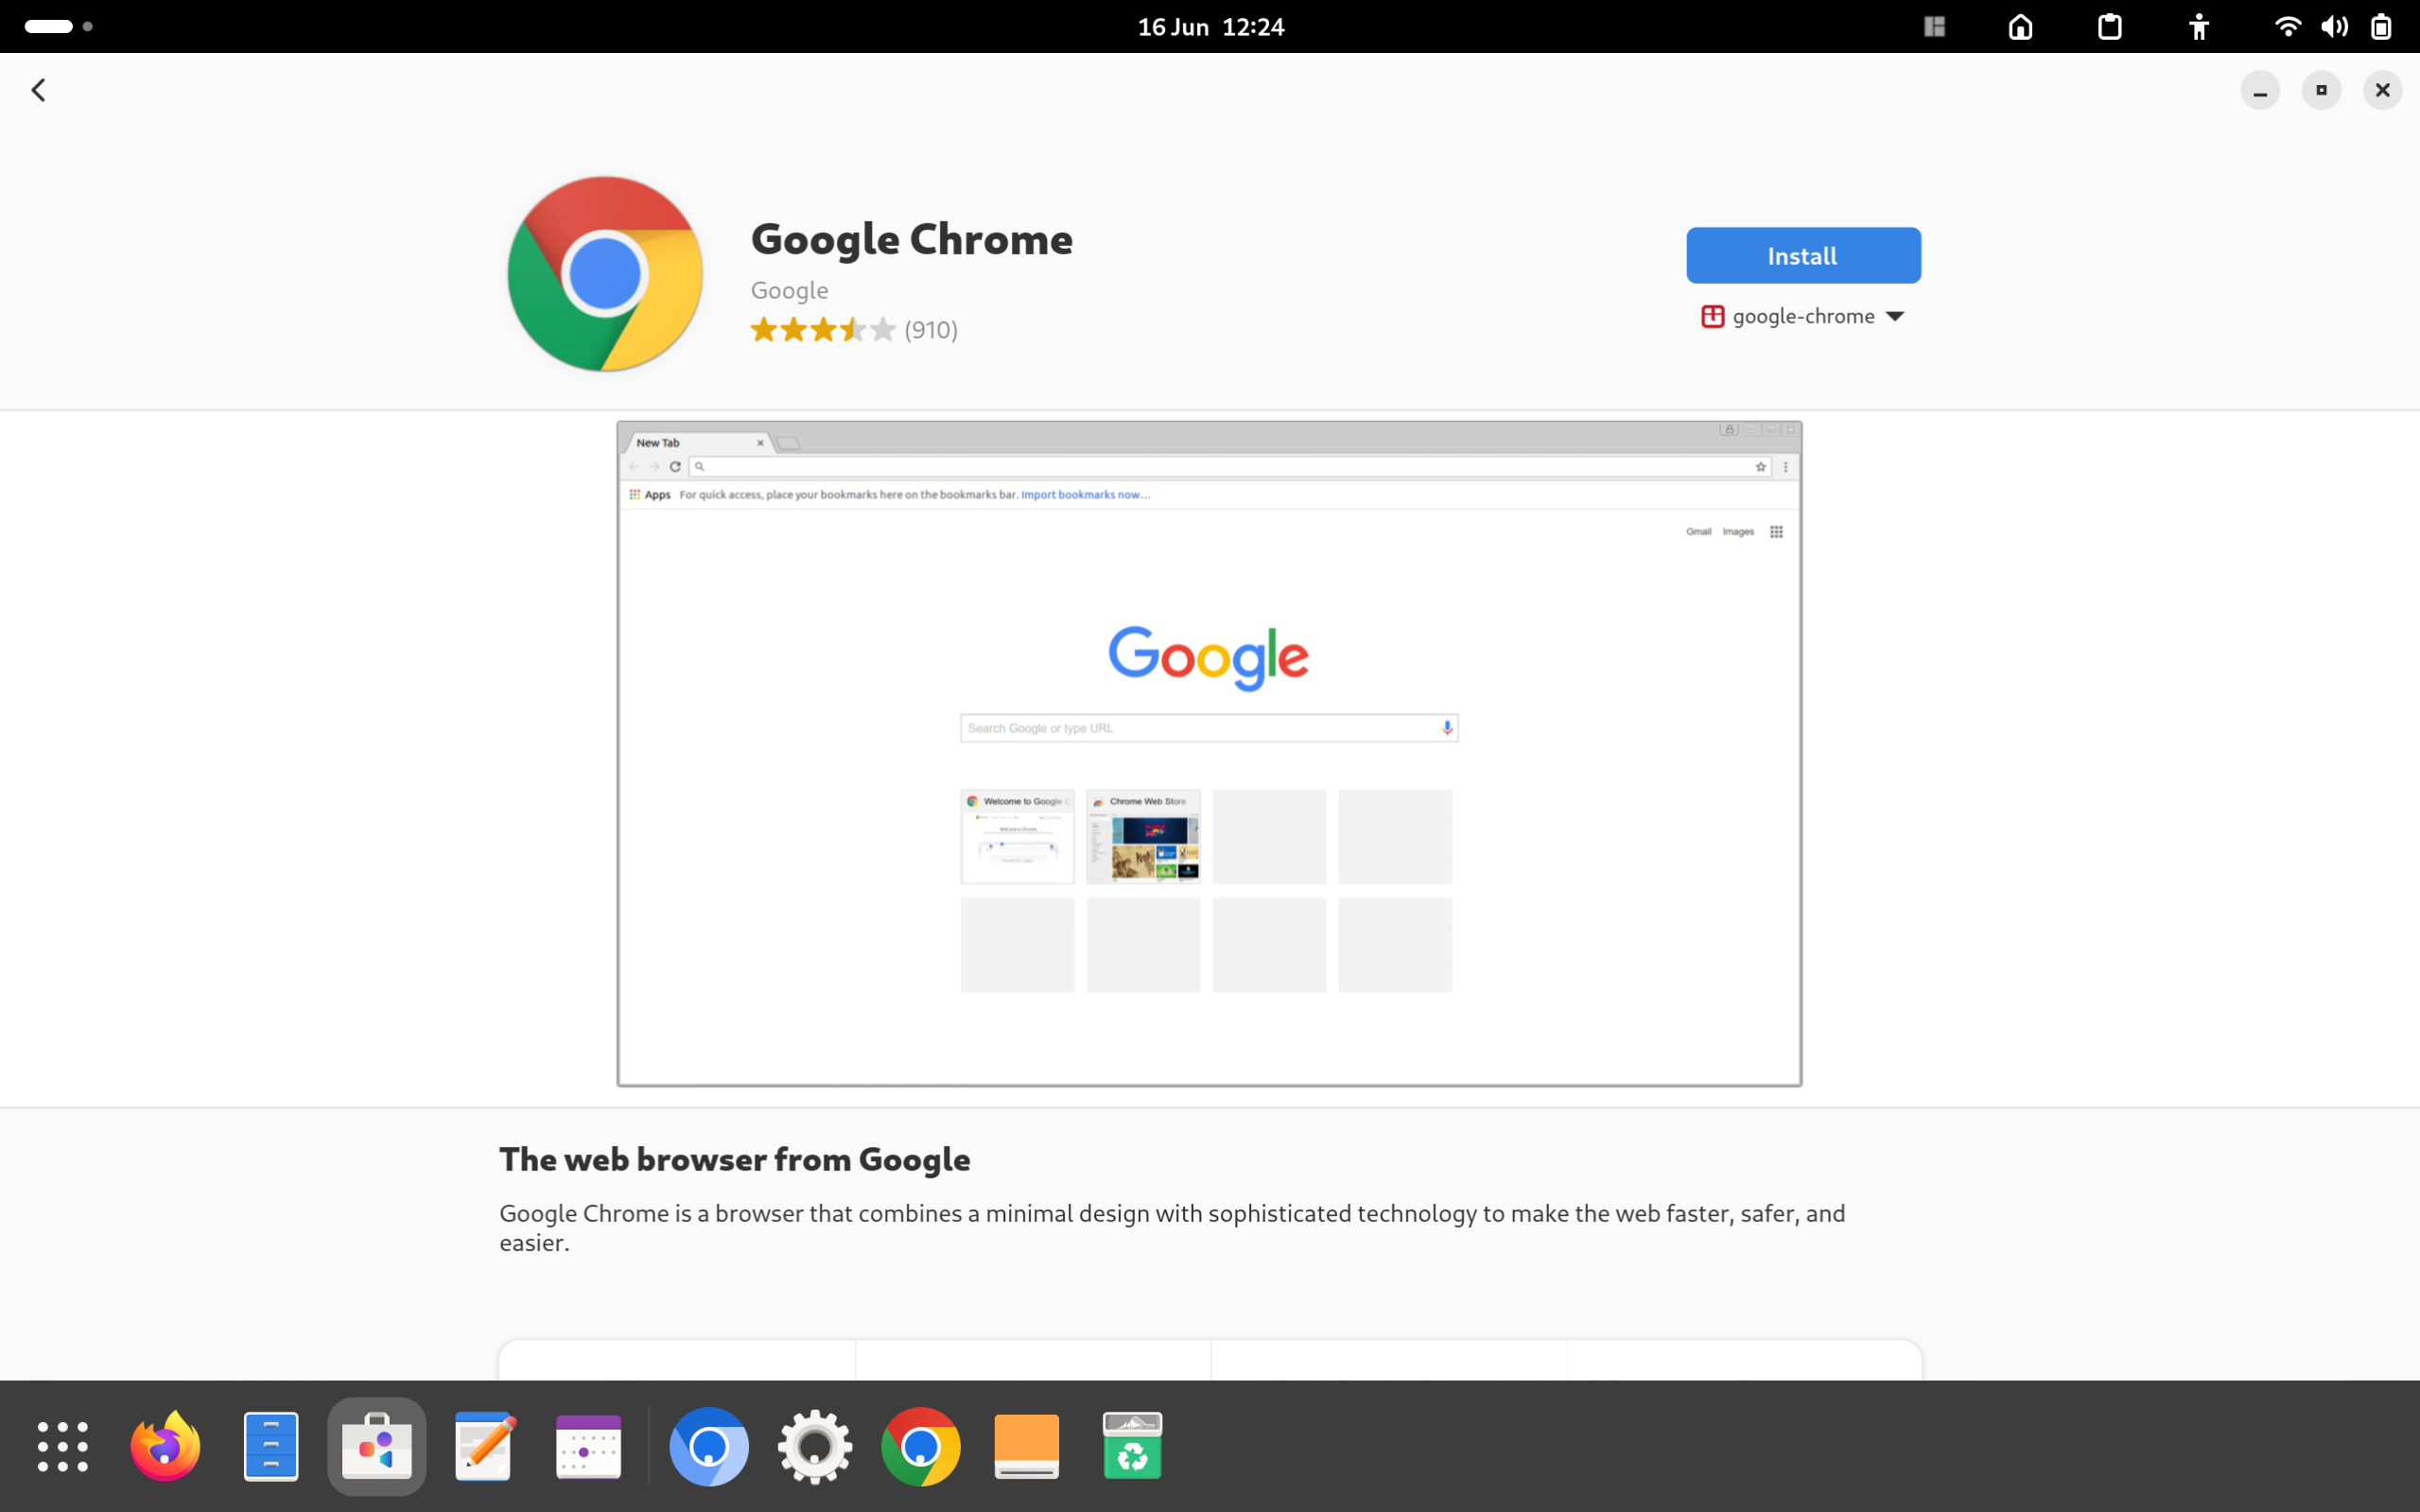 16 Jun 12:24
Google Chrome
Google
(910)
Install
google-chrome
New Tab
Apps For quick access, place your bookmarks here on the bookmarks bar. Import bookmarks now...
Gmail Images
Google
Search Google or type URL
Welcome to Google C
Chrome Web Store
The web browser from Google
Google Chrome is a browser that combines a minimal design with sophisticated technology to make the web faster, safer, and
easier.